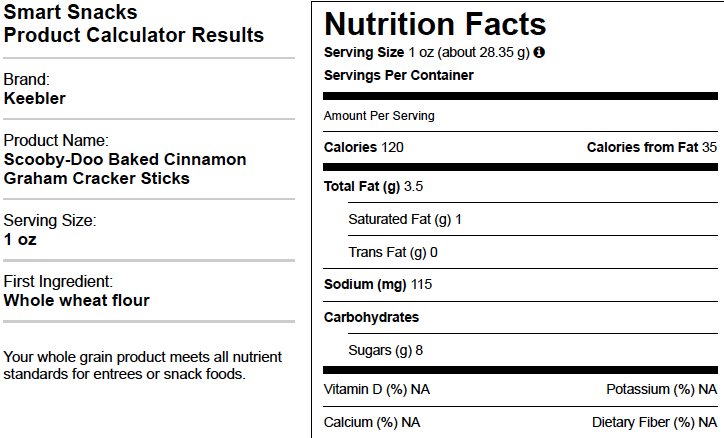 Smart Snacks
Product Calculator Results
Brand:
Keebler
Product Name:
Scooby-Doo Baked Cinnamon
Graham Cracker Sticks
Serving Size:
1 oz
First Ingredient:
Whole wheat flour
Your whole grain product meets all nutrient
standards for entrees or snack foods.
Nutrition Facts
Serving Size 1 oz (about 28.35 g)
Servings Per Container
Amount Per Serving
Calories 120 Calories from Fat 35
Total Fat (g) 3.5
Saturated Fat (g) 1
Trans Fat (g) 0
Sodium (mg) 115
Carbohydrates
Sugars (g) 8
Vitamin D (%) NA Potassium (%) NA
Calcium (%) NA Dietary Fiber (%) NA